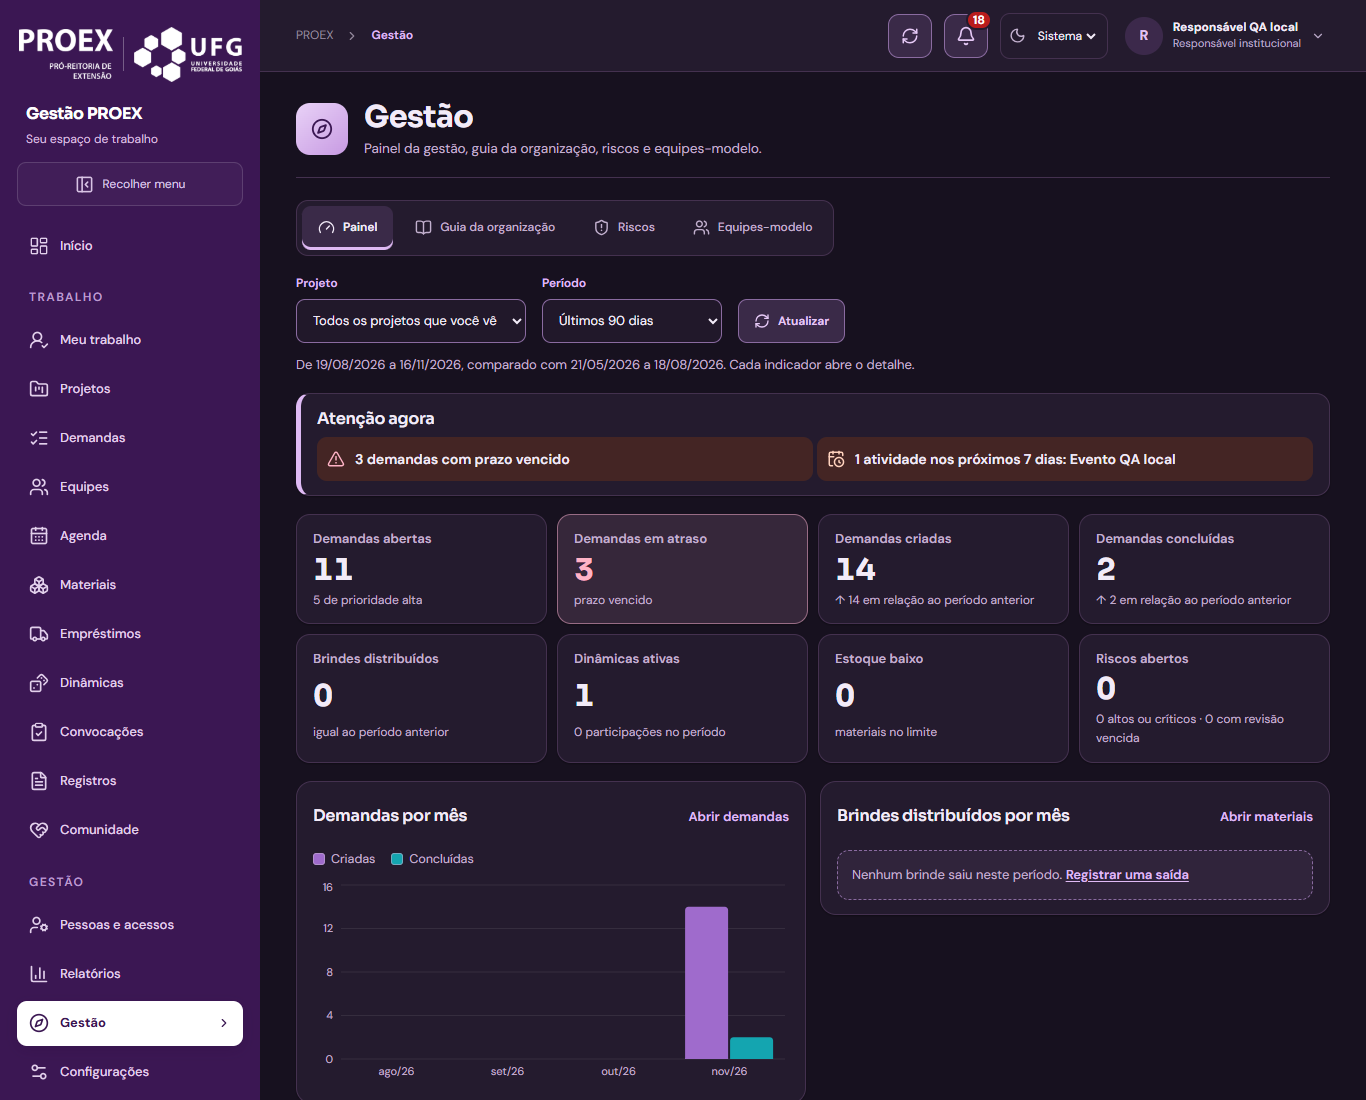 PROEX
PRÓ-REITORIA DE
EXTENSÃO
UFG
UNIVERSIDADE
FEDERAL DE GOIÁS
Gestão PROEX
Seu espaço de trabalho
Recolher menu
Início
TRABALHO
Meu trabalho
Projetos
Demandas
Equipes
Agenda
Materiais
Empréstimos
Dinâmicas
Convocações
Registros
Comunidade
GESTÃO
Pessoas e acessos
Relatórios
Gestão
Configurações
PROEX
Gestão
18
Sistema
R
Responsável QA local
Responsável institucional
Gestão
Painel da gestão, guia da organização, riscos e equipes-modelo.
Painel
Guia da organização
Riscos
Equipes-modelo
Projeto
Período
Todos os projetos que você vê
Últimos 90 dias
Atualizar
De 19/08/2026 a 16/11/2026, comparado com 21/05/2026 a 18/08/2026. Cada indicador abre o detalhe.
Atenção agora
3 demandas com prazo vencido
1 atividade nos próximos 7 dias: Evento QA local
Demandas abertas
11
5 de prioridade alta
Demandas em atraso
3
prazo vencido
Demandas criadas
14
↑ 14 em relação ao período anterior
Demandas concluídas
2
↑ 2 em relação ao período anterior
Brindes distribuídos
0
igual ao período anterior
Dinâmicas ativas
1
0 participações no período
Estoque baixo
0
materiais no limite
Riscos abertos
0
0 altos ou críticos · 0 com revisão
vencida
Demandas por mês
Abrir demandas
Criadas
Concluídas
16
12
8
4
0
ago/26
set/26
out/26
nov/26
Brindes distribuídos por mês
Abrir materiais
Nenhum brinde saiu neste período. Registrar uma saída